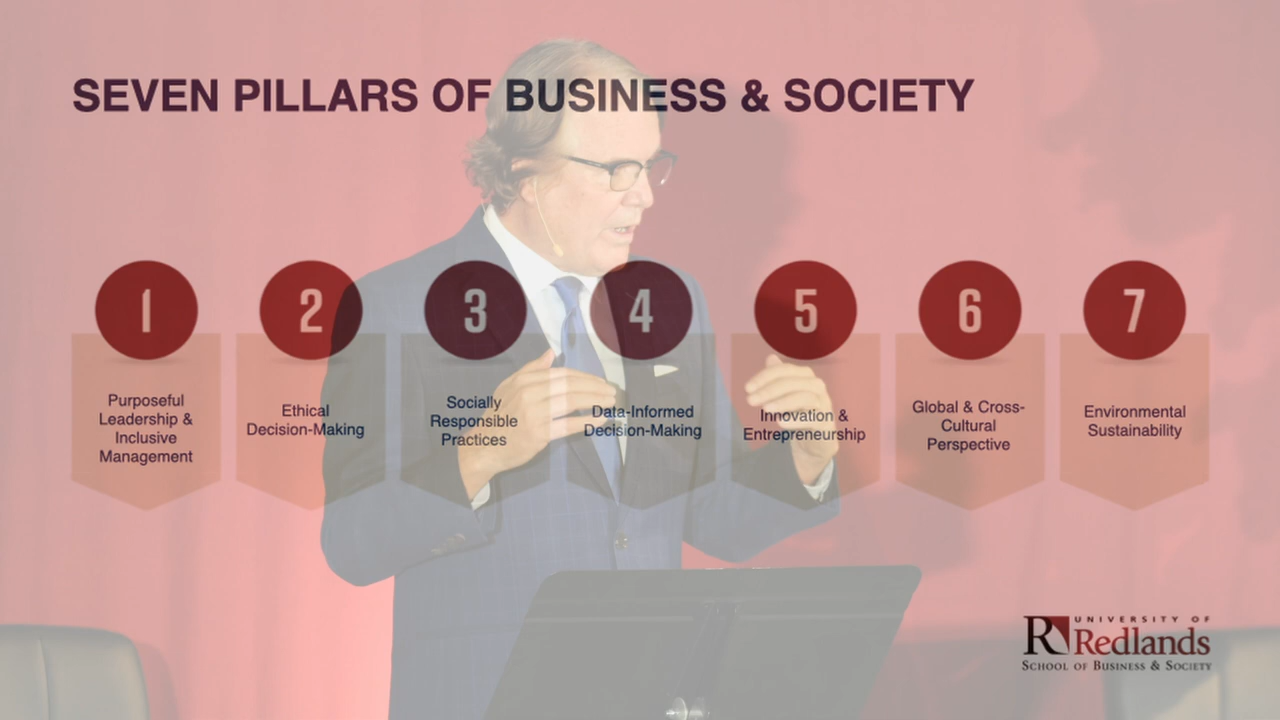 SEVEN PILLARS OF BUSINESS & SOCIETY
1
2
3
4
5
6
7
Purposeful
Leadership &
Inclusive
Management
Ethical
Decision-Making
Socially
Responsible
Practices
Data-Informed
Decision-Making
Innovation &
Entrepreneurship
Global & Cross-
Cultural
Perspective
Environmental
Sustainability
R UNIVERSITY OF
Redlands
SCHOOL OF BUSINESS & SOCIETY